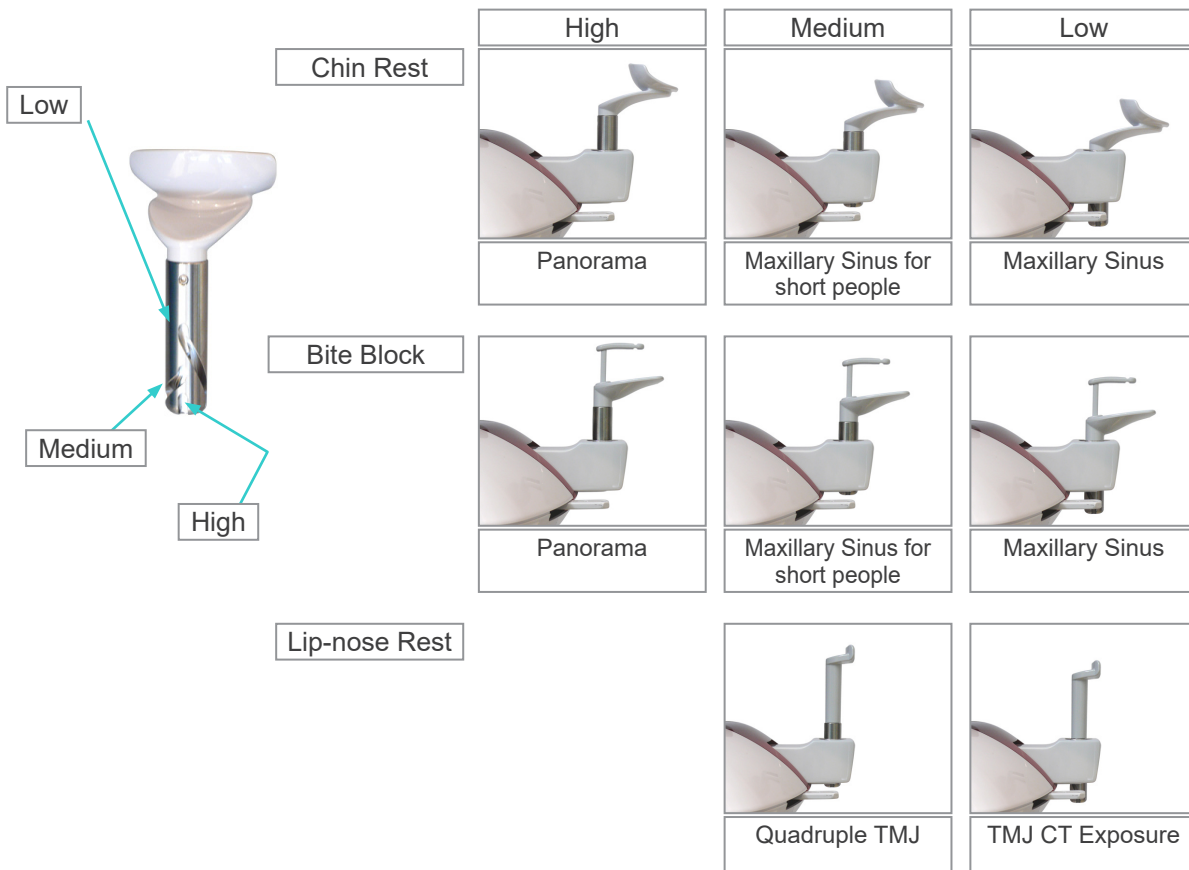 High
Medium
Low
Chin Rest
Low
Panorama
Maxillary Sinus for
short people
Maxillary Sinus
Bite Block
Medium
High
Panorama
Maxillary Sinus for
short people
Maxillary Sinus
Lip-nose Rest
Quadruple TMJ
TMJ CT Exposure